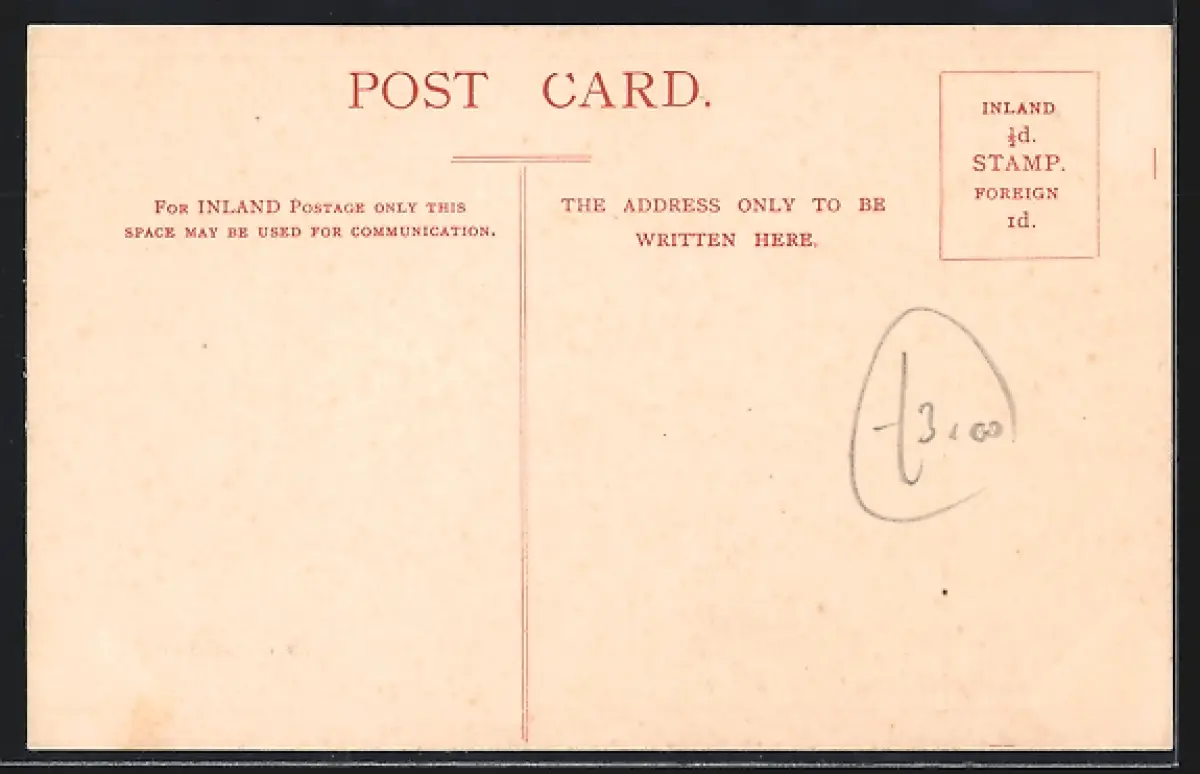 POST CARD.
For INLAND Postage only this
space may be used for communication.
THE ADDRESS ONLY TO BE
WRITTEN HERE.
INLAND
½d.
STAMP.
FOREIGN
1d.
£3.00